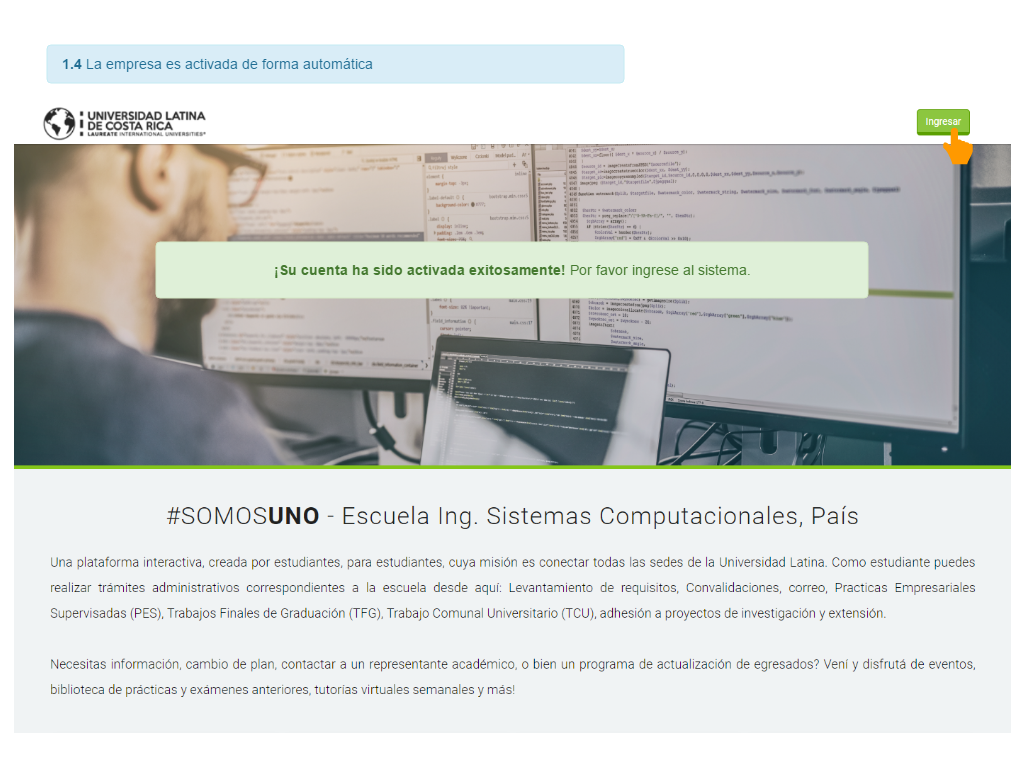 1.4 La empresa es activada de forma automática
UNIVERSIDAD LATINA
DE COSTA RICA
LAUREATE INTERNATIONAL UNIVERSITIES®
Ingresar
¡Su cuenta ha sido activada exitosamente! Por favor ingrese al sistema.
#SOMOSUNO - Escuela Ing. Sistemas Computacionales, País
Una plataforma interactiva, creada por estudiantes, para estudiantes, cuya misión es conectar todas las sedes de la Universidad Latina. Como estudiante puedes
realizar trámites administrativos correspondientes a la escuela desde aquí: Levantamiento de requisitos, Convalidaciones, correo, Practicas Empresariales
Supervisadas (PES), Trabajos Finales de Graduación (TFG), Trabajo Comunal Universitario (TCU), adhesión a proyectos de investigación y extensión.
Necesitas información, cambio de plan, contactar a un representante académico, o bien un programa de actualización de egresados? Vení y disfrutá de eventos,
biblioteca de prácticas y exámenes anteriores, tutorías virtuales semanales y más!